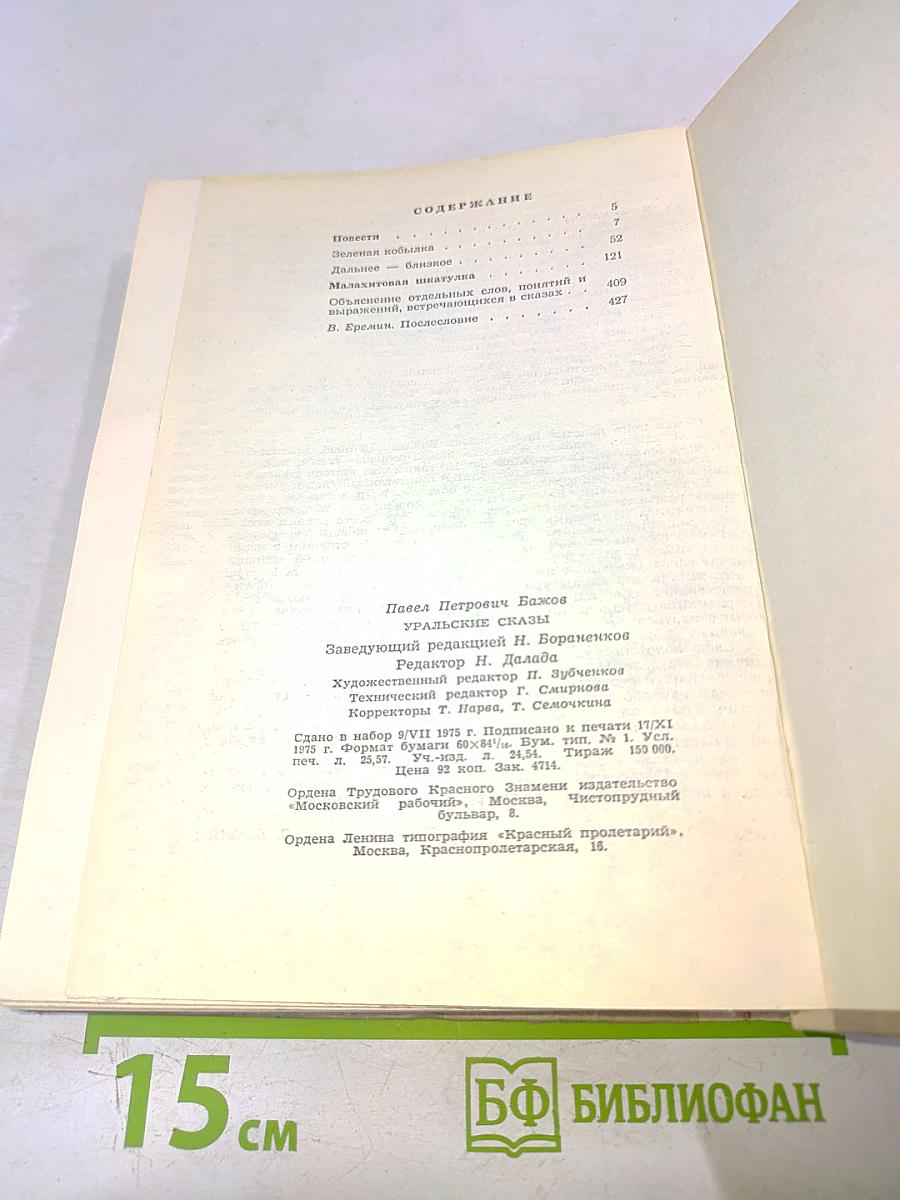 СОДЕРЖАНИЕ
Повести . . . . . . . . . . . . 5
Зеленая кобылка . . . . . . . . . . 7
Дальнее — близкое . . . . . . . . . 52
Малахитовая шкатулка . . . . . . . 121
Объяснение отдельных слов, понятий и
выражений, встречающихся в сказах . . 409
В. Еремин. Послесловие . . . . . . . 427
Павел Петрович Бажов
УРАЛЬСКИЕ СКАЗЫ
Заведующий редакцией Н. Бораненков
Редактор Н. Далада
Художественный редактор П. Зубченков
Технический редактор Г. Смирнова
Корректоры Т. Нарва, Т. Семочкина
Сдано в набор 9/VII 1975 г. Подписано к печати 17/XI
1975 г. Формат бумаги 60×84¹/₁₆. Бум. тип. № 1. Усл.
печ. л. 25,57. Уч.-изд. л. 24,54. Тираж 150 000.
Цена 92 коп. Зак. 4714.
Ордена Трудового Красного Знамени издательство
«Московский рабочий», Москва, Чистопрудный
бульвар, 8.
Ордена Ленина типография «Красный пролетарий».
Москва, Краснопролетарская, 16.
15 см
БФ БИБЛИОФАН